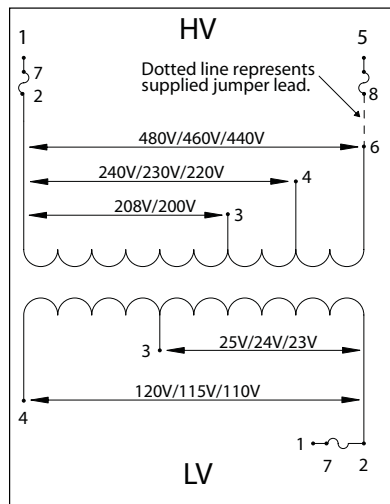 HV
1 5
7
Dotted line represents
supplied jumper lead.
2 8
480V/460V/440V
6
240V/230V/220V
4
208V/200V
3
3
25V/24V/23V
120V/115V/110V
4
1
7 2
LV